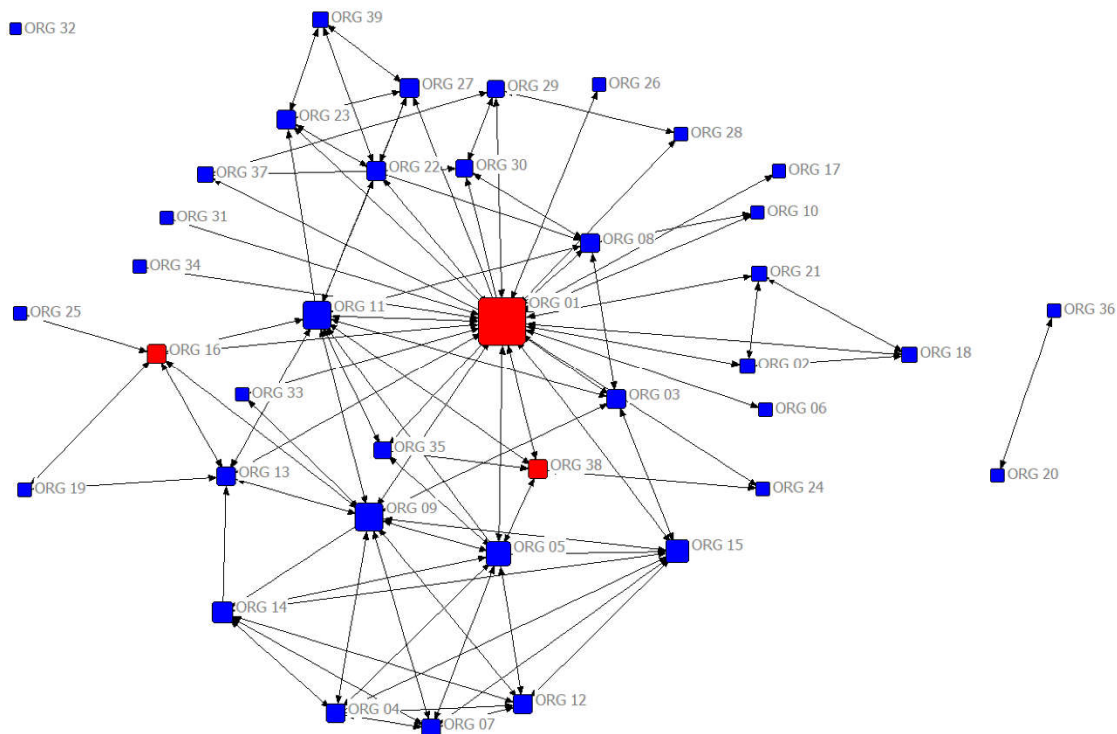 ORG 39
ORG 32
ORG 27
ORG 29
ORG 26
ORG 23
ORG 28
ORG 22
ORG 30
ORG 17
ORG 37
ORG 10
ORG 31
ORG 08
ORG 34
ORG 21
ORG 01
ORG 11
ORG 25
ORG 36
ORG 16
ORG 18
ORG 02
ORG 33
ORG 03
ORG 06
ORG 35
ORG 38
ORG 13
ORG 20
ORG 19
ORG 24
ORG 09
ORG 05
ORG 15
ORG 14
ORG 12
ORG 04
ORG 07